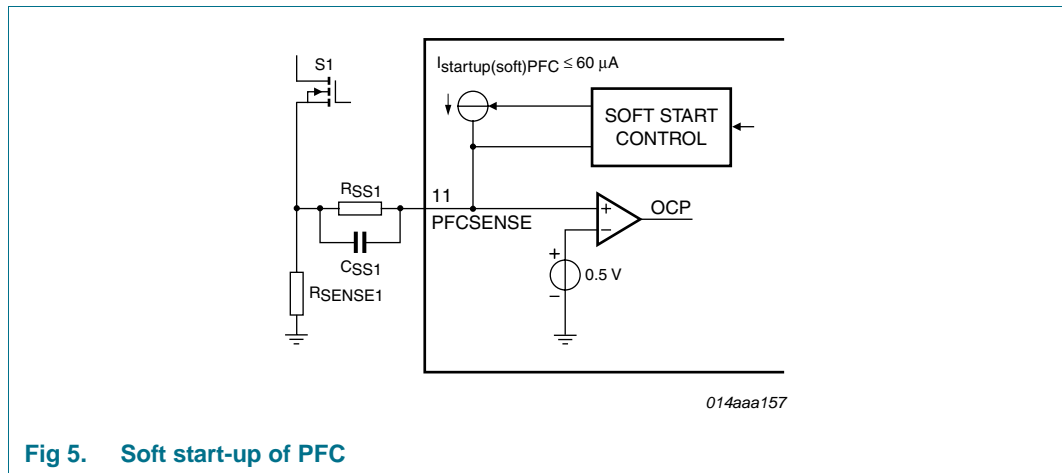 S1
Istartup(soft)PFC ≤ 60 μA
SOFT START
CONTROL
RSS1
11
PFCSENSE
CSS1
RSENSE1
+
−
OCP
+
0.5 V
−
014aaa157
Fig 5. Soft start-up of PFC